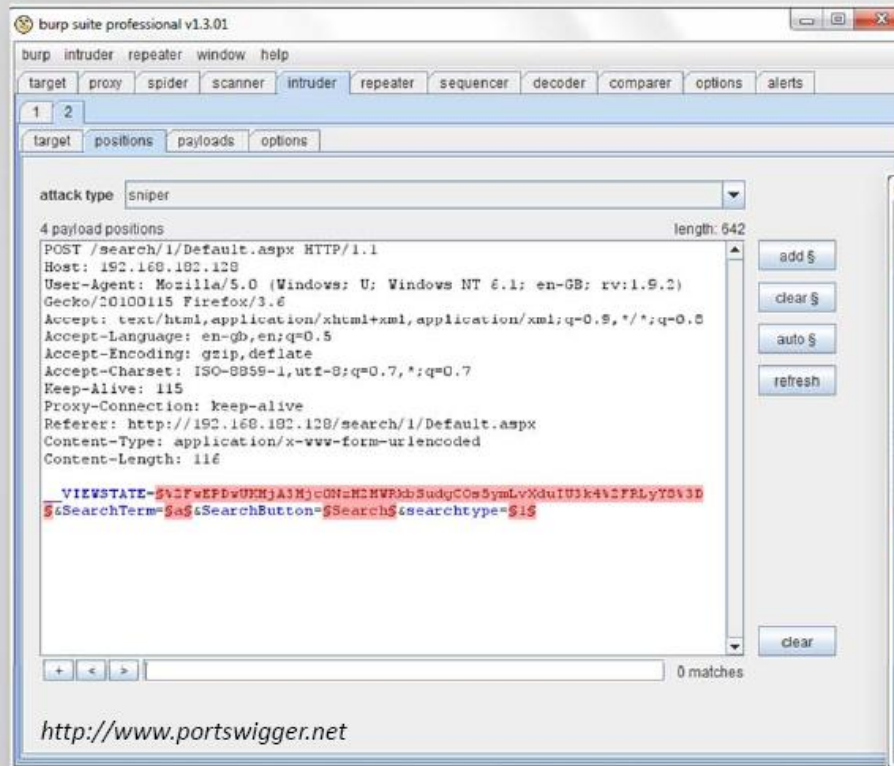 burp suite professional v1.3.01
burp intruder repeater window help
target proxy spider scanner intruder repeater sequencer decoder comparer options alerts
1 2
target positions payloads options
attack type sniper
4 payload positions length: 642
POST /search/1/Default.aspx HTTP/1.1
Host: 192.168.182.128
User-Agent: Mozilla/5.0 (Windows; U; Windows NT 6.1; en-GB; rv:1.9.2)
Gecko/20100115 Firefox/3.6
Accept: text/html,application/xhtml+xml,application/xml;q=0.9,*/*;q=0.8
Accept-Language: en-gb,en;q=0.5
Accept-Encoding: gzip,deflate
Accept-Charset: ISO-8859-1,utf-8;q=0.7,*;q=0.7
Keep-Alive: 115
Proxy-Connection: keep-alive
Referer: http://192.168.182.128/search/1/Default.aspx
Content-Type: application/x-www-form-urlencoded
Content-Length: 116
__VIEWSTATE=
§&SearchTerm=§a§&SearchButton=§Search§&searchtype=§1§
add §
clear §
auto §
refresh
clear
+ < > 0 matches
http://www.portswigger.net